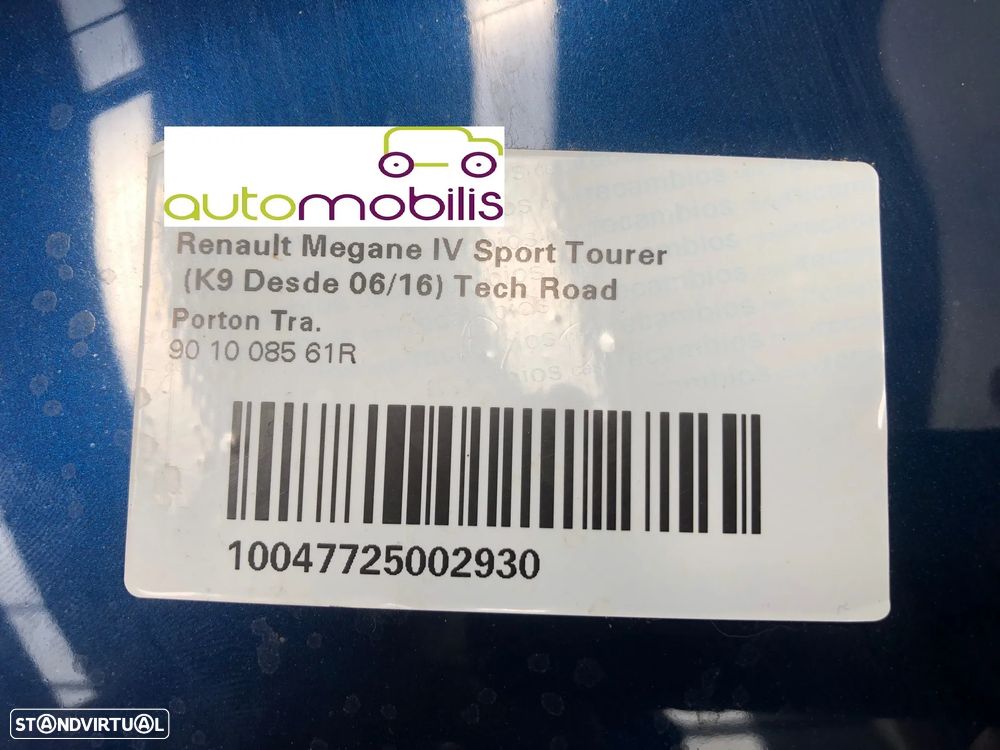 automobilis
Renault Megane IV Sport Tourer
(K9 Desde 06/16) Tech Road
Porton Tra.
90 10 085 61R
10047725002930
STANDVIRTUAL